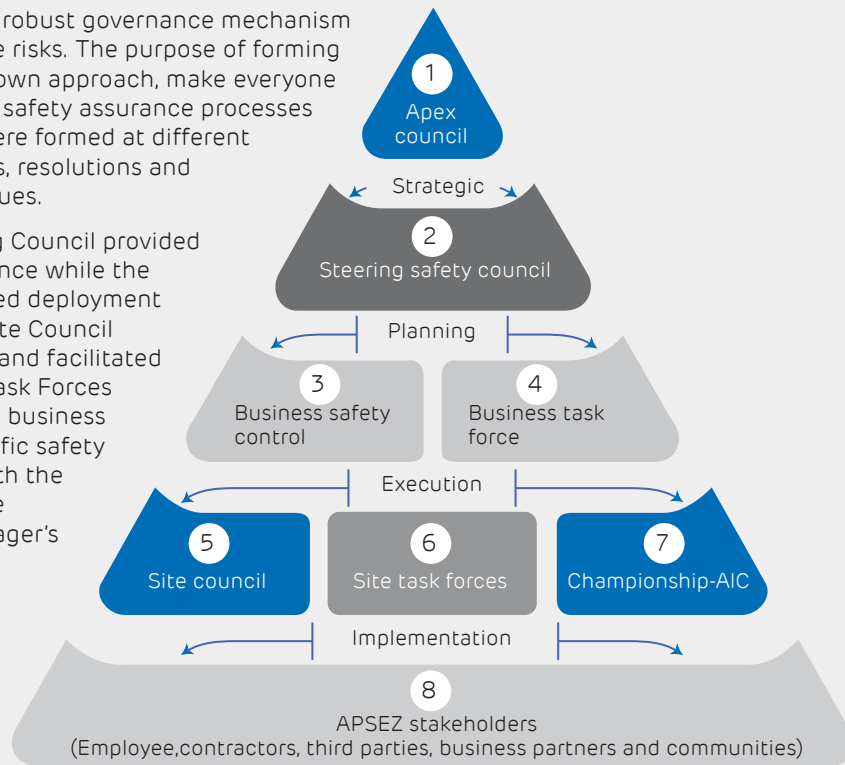 robust governance mechanism
risks. The purpose of forming
own approach, make everyone
safety assurance processes
ere formed at different
s, resolutions and
ues.
g Council provided
nce while the
ed deployment
te Council
and facilitated
ask Forces
business
fic safety
th the
e
ager's
1
Apex
council
Strategic
2
Steering safety council
Planning
3
Business safety
control
4
Business task
force
Execution
5
Site council
6
Site task forces
7
Championship-AIC
Implementation
8
APSEZ stakeholders
(Employee,contractors, third parties, business partners and communities)